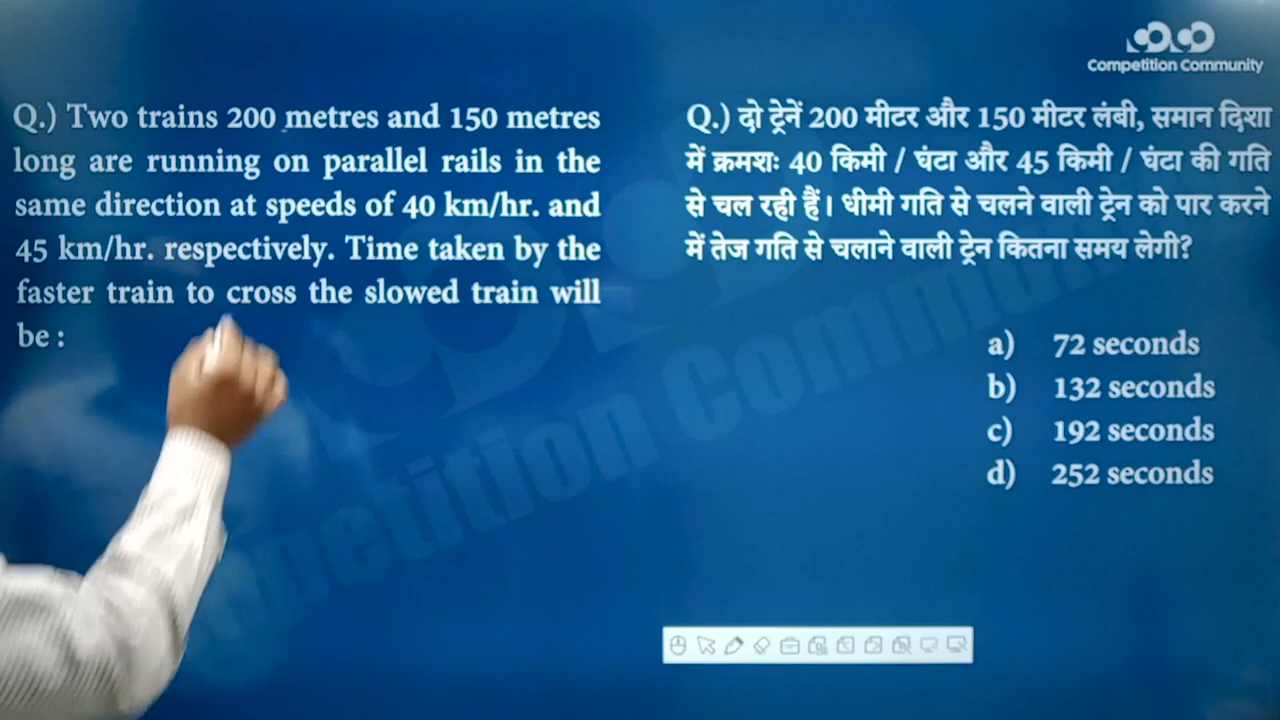 Competition Community
Q.) Two trains 200 metres and 150 metres
long are running on parallel rails in the
same direction at speeds of 40 km/hr. and
45 km/hr. respectively. Time taken by the
faster train to cross the slowed train will
be :
Q.) दो ट्रेनें 200 मीटर और 150 मीटर लंबी, समान दिशा
में क्रमशः 40 किमी / घंटा और 45 किमी / घंटा की गति
से चल रही हैं। धीमी गति से चलने वाली ट्रेन को पार करने
में तेज गति से चलाने वाली ट्रेन कितना समय लेगी?
a) 72 seconds
b) 132 seconds
c) 192 seconds
d) 252 seconds
Competition Community